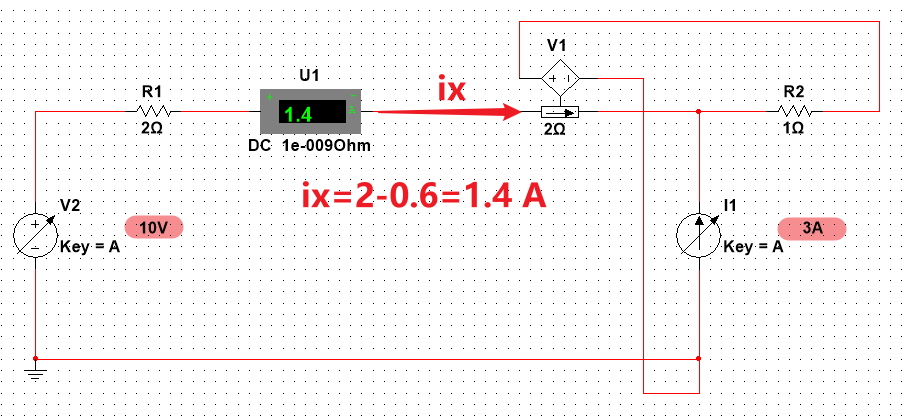 V1
U1
ix
R1
1.4
A
R2
2Ω
2Ω
1Ω
DC 1e-009Ohm
ix=2-0.6=1.4 A
V2
10V
Key = A
I1
3A
Key = A